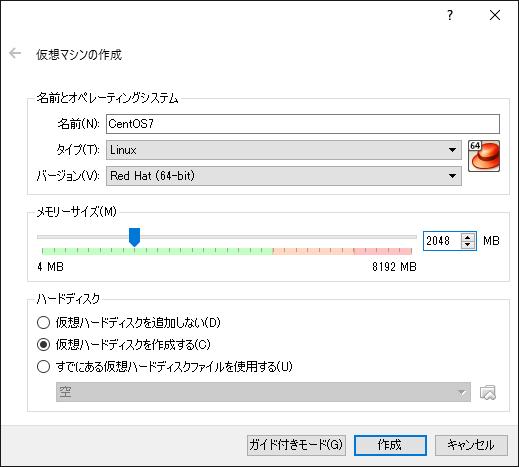 ?
仮想マシンの作成
名前とオペレーティングシステム
名前(N): CentOS7
タイプ(T): Linux
64
バージョン(V): Red Hat (64-bit)
メモリーサイズ(M)
2048 MB
4 MB 8192 MB
ハードディスク
仮想ハードディスクを追加しない(D)
仮想ハードディスクを作成する(C)
すでにある仮想ハードディスクファイルを使用する(U)
空
ガイド付きモード(G) 作成 キャンセル